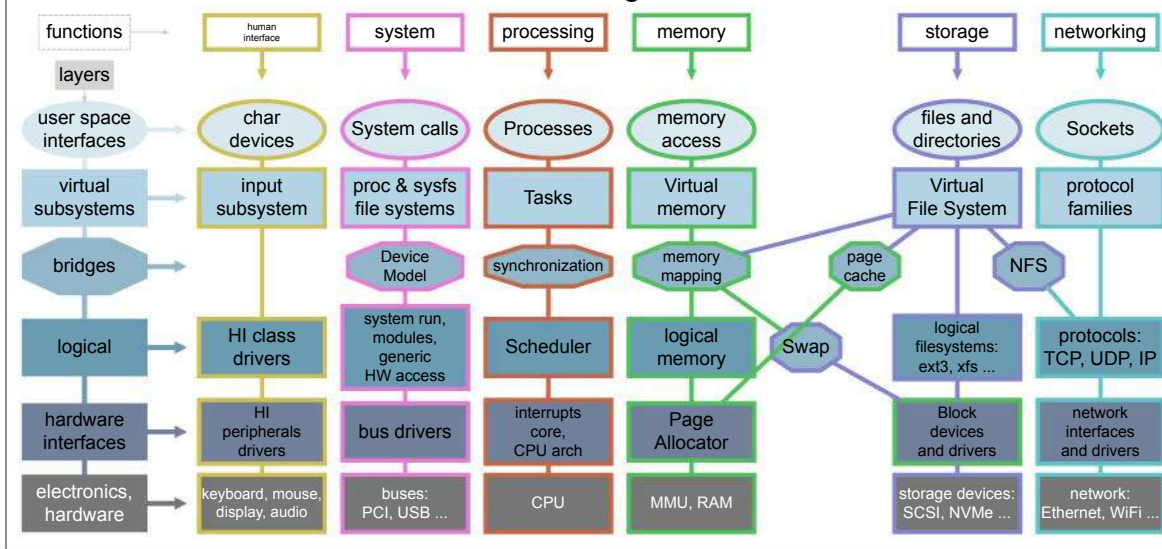 functions
human
interface
system
processing
memory
storage
networking
layers
user space
interfaces
char
devices
System calls
Processes
memory
access
files and
directories
Sockets
virtual
subsystems
input
subsystem
proc & sysfs
file systems
Tasks
Virtual
memory
Virtual
File System
protocol
families
bridges
Device
Model
synchronization
memory
mapping
page
cache
NFS
logical
HI class
drivers
system run,
modules,
generic
HW access
Scheduler
logical
memory
Swap
logical
filesystems:
ext3, xfs ...
protocols:
TCP, UDP, IP
hardware
interfaces
HI
peripherals
drivers
bus drivers
interrupts
core,
CPU arch
Page
Allocator
Block
devices
and drivers
network
interfaces
and drivers
electronics,
hardware
keyboard, mouse,
display, audio
buses:
PCI, USB ...
CPU
MMU, RAM
storage devices:
SCSI, NVMe ...
network:
Ethernet, WiFi ...